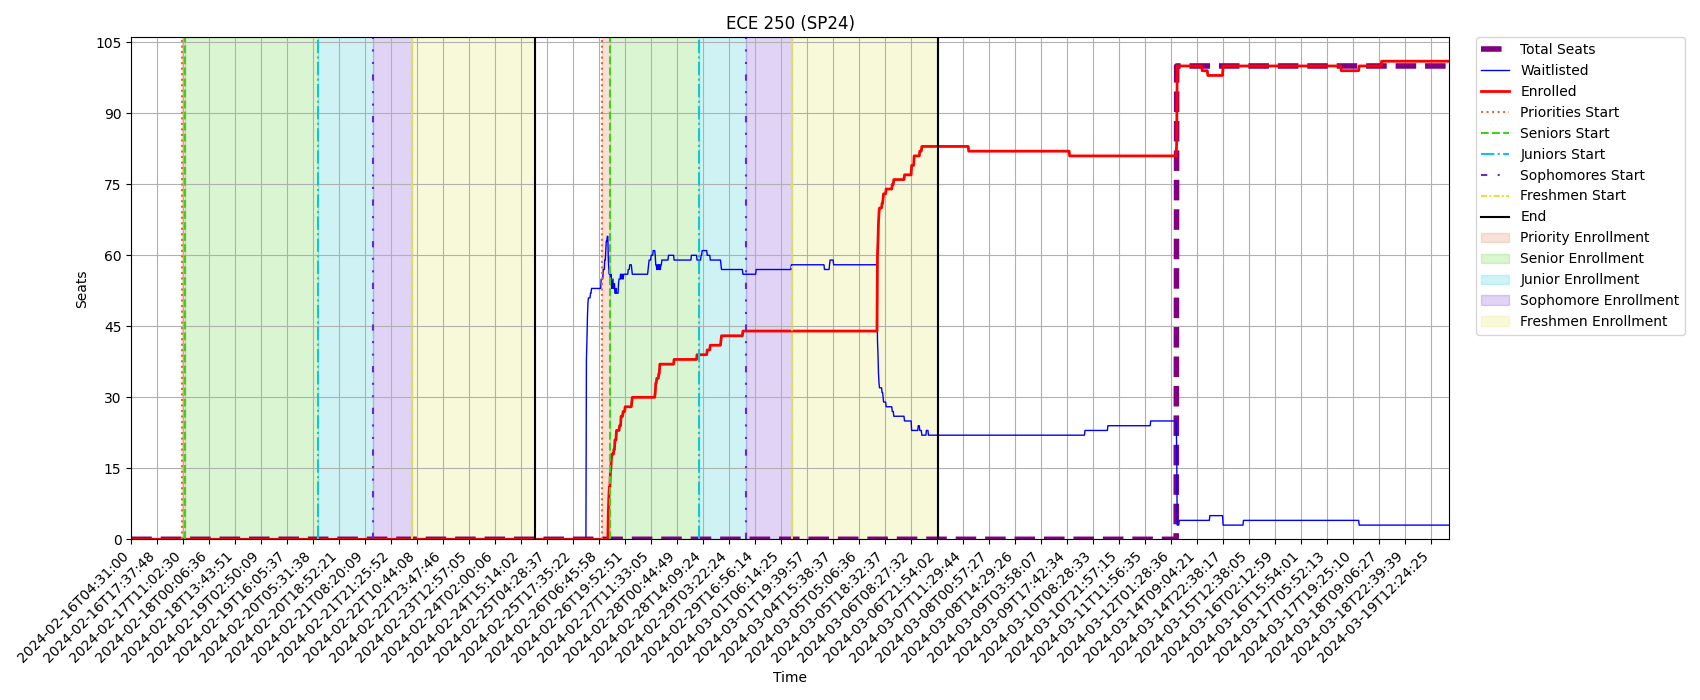 ECE 250 (SP24)
105
90
75
60
45
30
15
0
Seats
2024-02-16T04:31:00
2024-02-16T17:37:48
2024-02-17T11:02:30
2024-02-18T00:06:36
2024-02-18T13:43:51
2024-02-19T02:50:09
2024-02-19T16:05:37
2024-02-20T05:31:38
2024-02-20T18:52:21
2024-02-21T08:20:09
2024-02-21T21:25:52
2024-02-22T10:44:08
2024-02-22T23:47:46
2024-02-23T12:57:05
2024-02-24T02:00:06
2024-02-24T15:14:02
2024-02-25T04:28:37
2024-02-25T17:35:22
2024-02-26T06:45:58
2024-02-26T19:52:51
2024-02-27T11:33:05
2024-02-28T00:44:49
2024-02-28T14:09:24
2024-02-29T03:22:24
2024-02-29T16:56:14
2024-03-01T06:14:25
2024-03-01T19:39:57
2024-03-04T15:38:37
2024-03-05T05:06:36
2024-03-05T18:32:37
2024-03-06T08:27:32
2024-03-06T21:54:02
2024-03-07T11:29:44
2024-03-08T00:57:27
2024-03-08T14:29:26
2024-03-09T03:58:07
2024-03-09T17:42:34
2024-03-10T08:28:33
2024-03-10T21:57:15
2024-03-11T11:56:35
2024-03-12T01:28:36
2024-03-14T09:04:21
2024-03-14T22:38:17
2024-03-15T12:38:05
2024-03-16T02:12:59
2024-03-16T15:54:01
2024-03-17T05:52:13
2024-03-17T19:25:10
2024-03-18T09:06:27
2024-03-18T22:39:39
2024-03-19T12:24:25
Time
Total Seats
Waitlisted
Enrolled
Priorities Start
Seniors Start
Juniors Start
Sophomores Start
Freshmen Start
End
Priority Enrollment
Senior Enrollment
Junior Enrollment
Sophomore Enrollment
Freshmen Enrollment